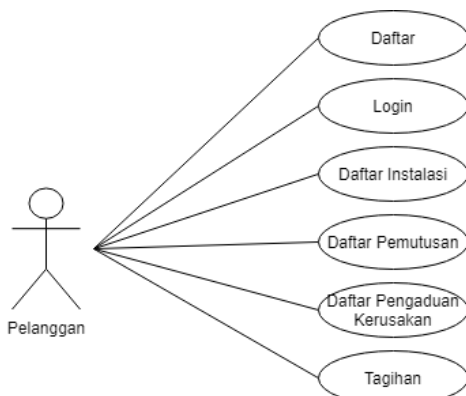 Daftar
Login
Daftar Instalasi
Daftar Pemutusan
Daftar Pengaduan
Kerusakan
Tagihan
Pelanggan